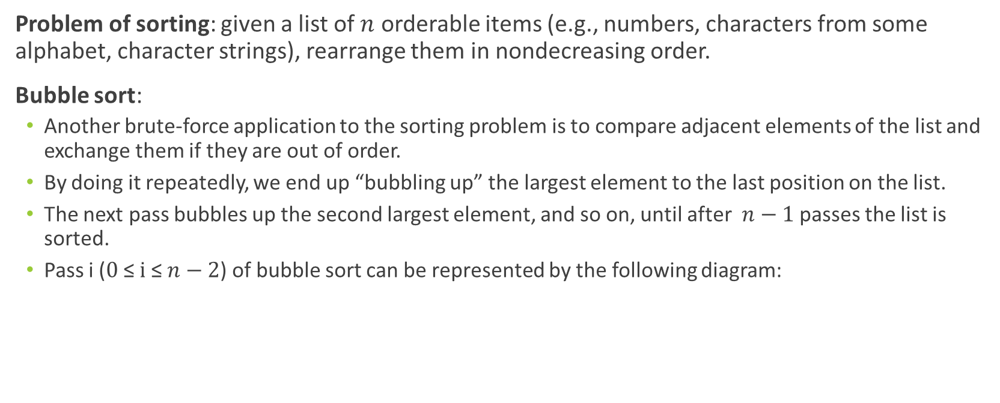 Problem of sorting: given a list of n orderable items (e.g., numbers, characters from some
alphabet, character strings), rearrange them in nondecreasing order.
Bubble sort:
• Another brute-force application to the sorting problem is to compare adjacent elements of the list and
exchange them if they are out of order.
• By doing it repeatedly, we end up “bubbling up” the largest element to the last position on the list.
• The next pass bubbles up the second largest element, and so on, until after n − 1 passes the list is
sorted.
• Pass i (0 ≤ i ≤ n − 2) of bubble sort can be represented by the following diagram: